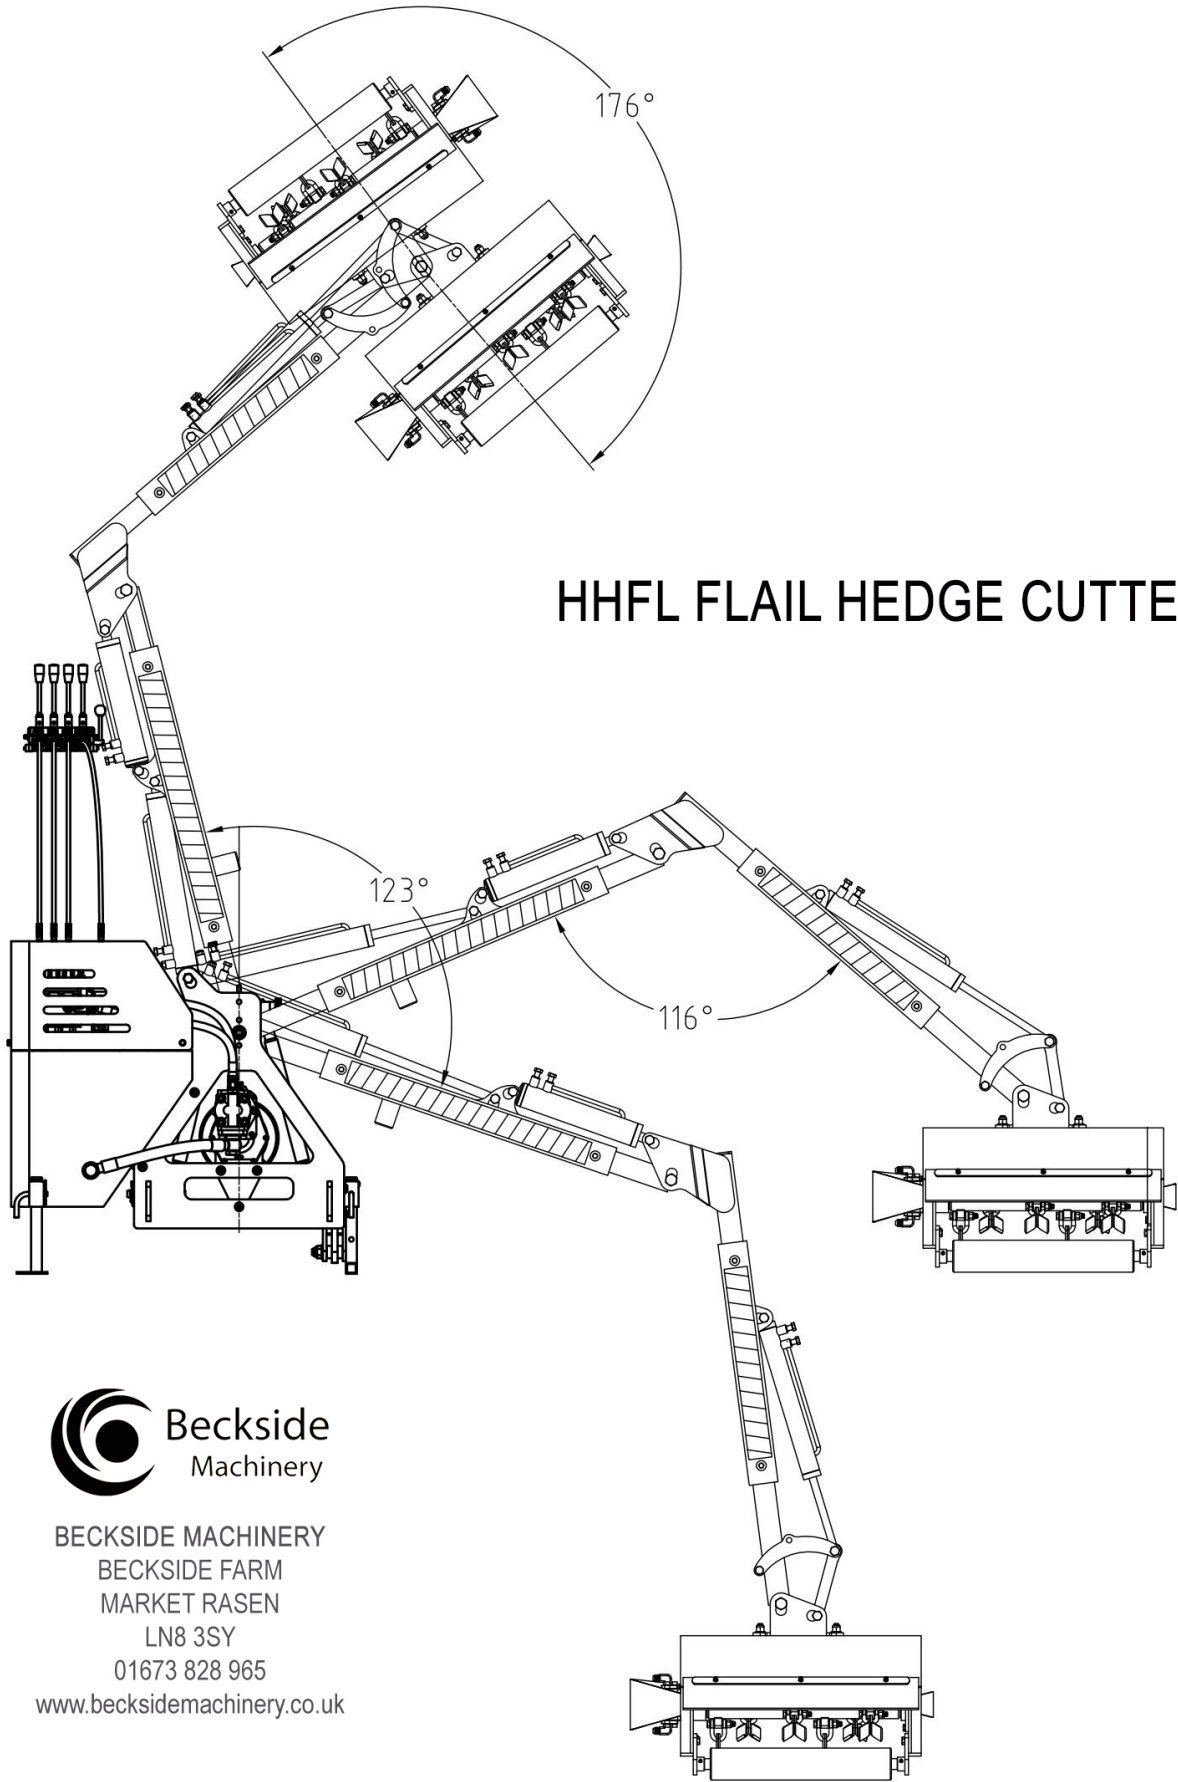 176°
HHFL FLAIL HEDGE CUTTE
123°
116°
Beckside
Machinery
BECKSIDE MACHINERY
BECKSIDE FARM
MARKET RASEN
LN8 3SY
01673 828 965
www.becksidemachinery.co.uk